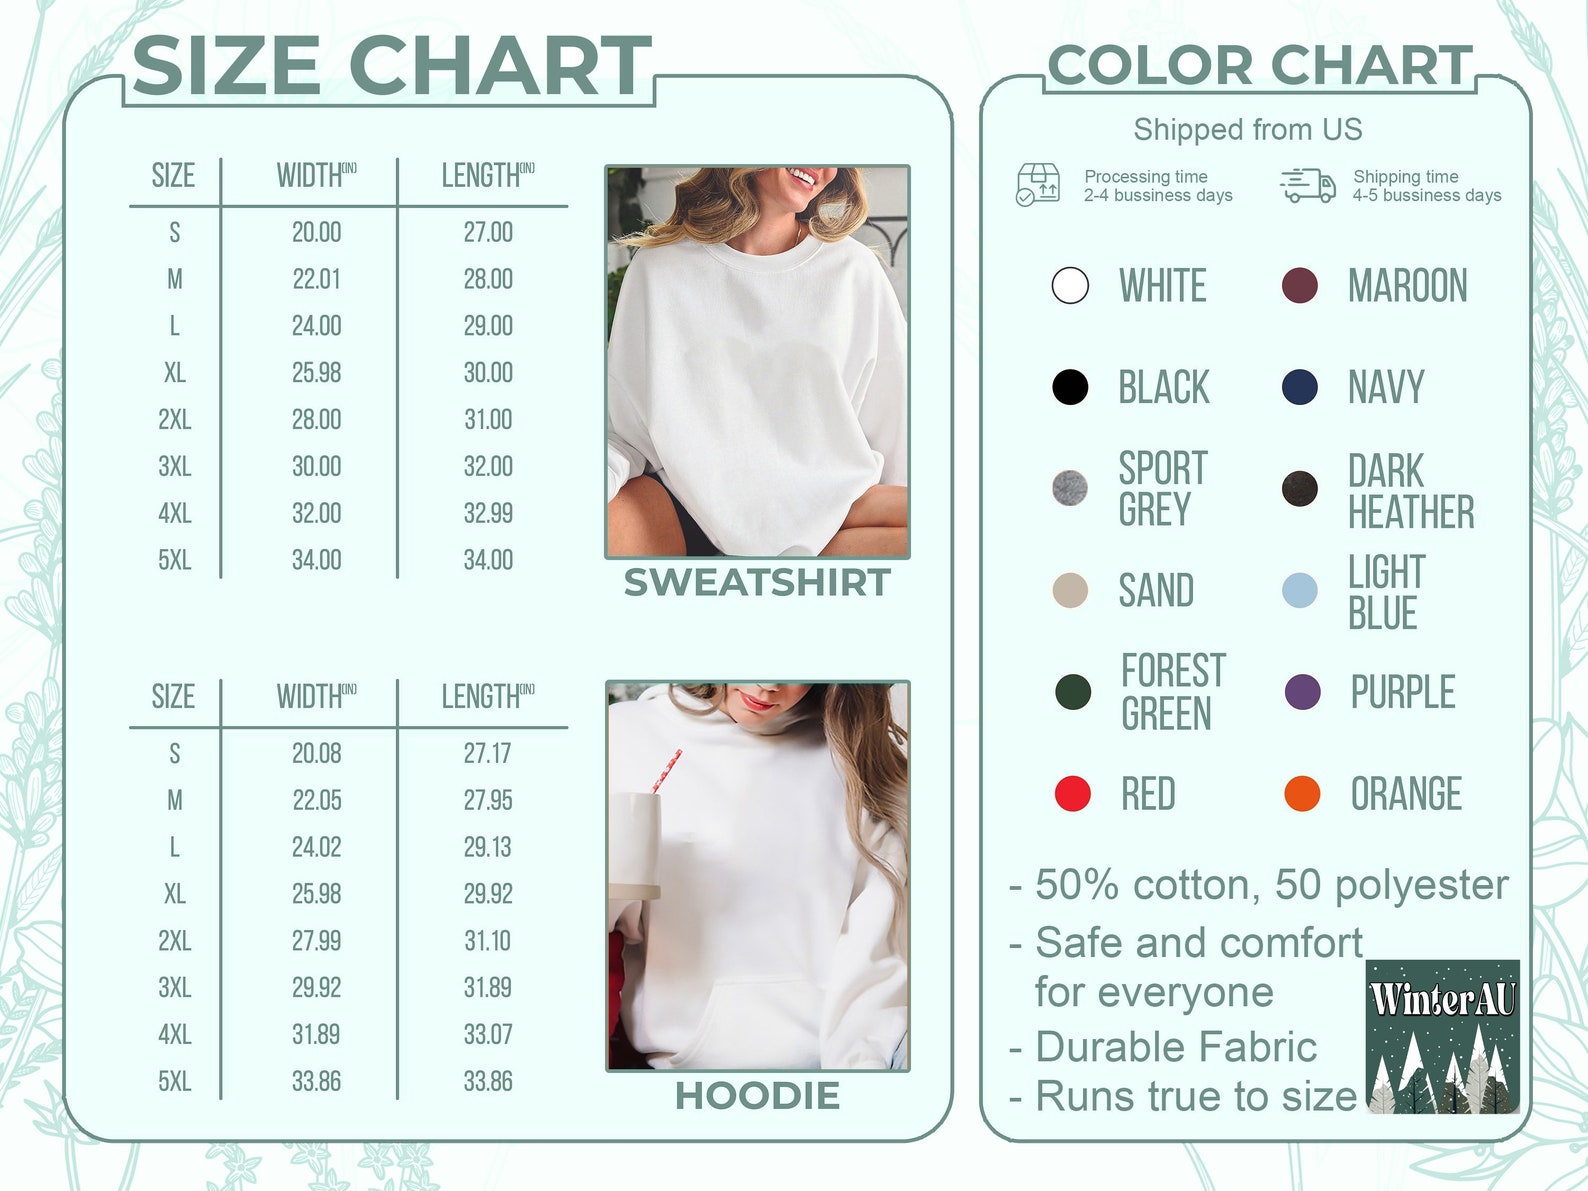 SIZE CHART
SIZE WIDTH(IN) LENGTH(IN)
S 20.00 27.00
M 22.01 28.00
L 24.00 29.00
XL 25.98 30.00
2XL 28.00 31.00
3XL 30.00 32.00
4XL 32.00 32.99
5XL 34.00 34.00
SWEATSHIRT
SIZE WIDTH(IN) LENGTH(IN)
S 20.08 27.17
M 22.05 27.95
L 24.02 29.13
XL 25.98 29.92
2XL 27.99 31.10
3XL 29.92 31.89
4XL 31.89 33.07
5XL 33.86 33.86
HOODIE
COLOR CHART
Shipped from US
Processing time
2-4 bussiness days
Shipping time
4-5 bussiness days
WHITE
MAROON
BLACK
NAVY
SPORT
GREY
DARK
HEATHER
SAND
LIGHT
BLUE
FOREST
GREEN
PURPLE
RED
ORANGE
- 50% cotton, 50 polyester
- Safe and comfort
for everyone
- Durable Fabric
- Runs true to size
WinterAU